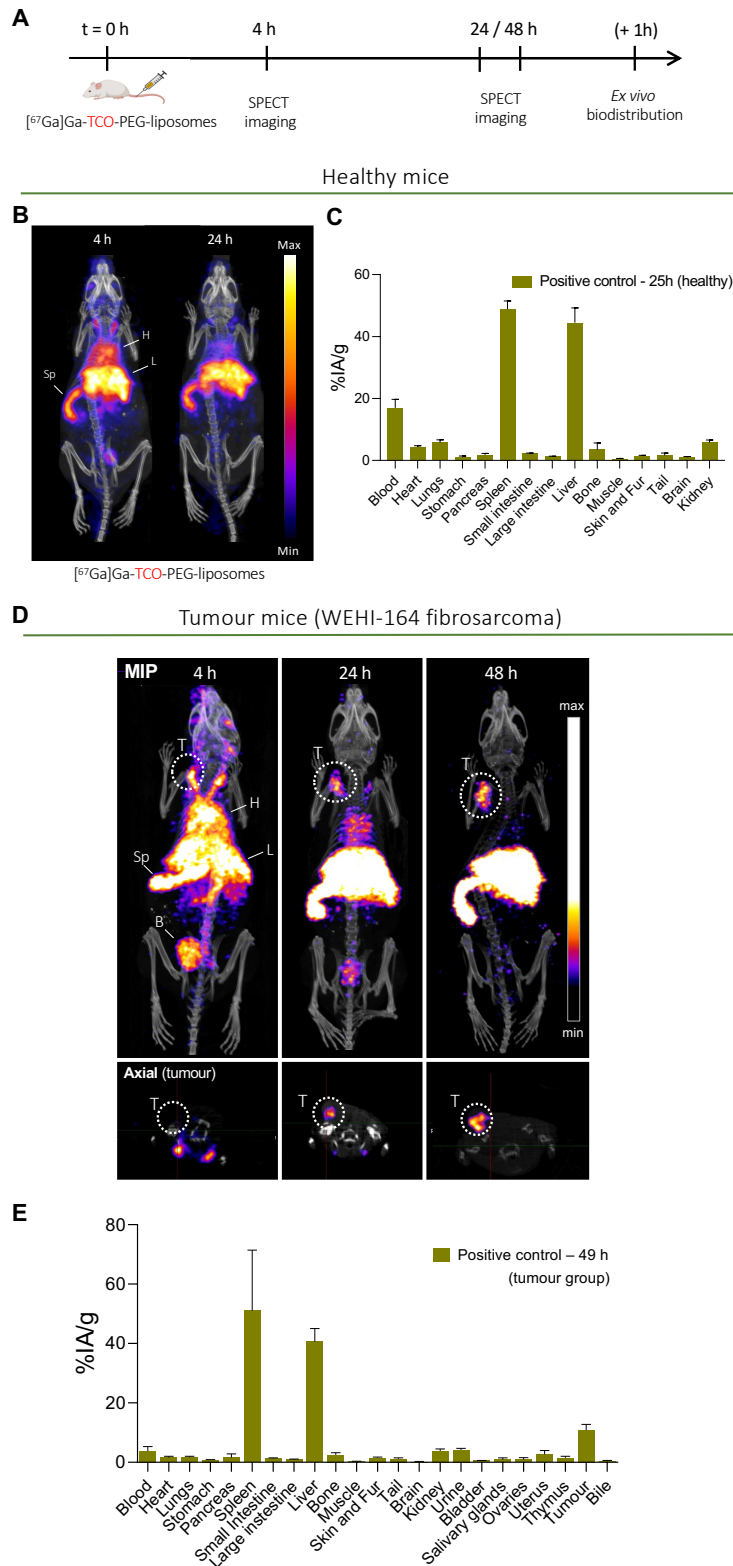 A
t = 0 h
4 h
24 / 48 h
(+ 1h)
[⁶⁷Ga]Ga-TCO-PEG-liposomes
SPECT
imaging
SPECT
imaging
Ex vivo
biodistribution
Healthy mice
B
4 h
24 h
Max
H
L
Sp
Min
[⁶⁷Ga]Ga-TCO-PEG-liposomes
C
Positive control - 25h (healthy)
%IA/g
60
40
20
0
Blood
Heart
Lungs
Stomach
Pancreas
Spleen
Small intestine
Large intestine
Liver
Bone
Muscle
Skin and Fur
Tail
Brain
Kidney
D
Tumour mice (WEHI-164 fibrosarcoma)
MIP
4 h
24 h
48 h
T
T
T
max
H
Sp
L
B
min
Axial (tumour)
T
T
T
E
Positive control – 49 h
(tumour group)
%IA/g
80
60
40
20
0
Blood
Heart
Lungs
Stomach
Pancreas
Spleen
Small Intestine
Large instestine
Liver
Bone
Muscle
Skin and Fur
Tail
Brain
Kidney
Urine
Bladder
Salivary glands
Ovaries
Uterus
Thymus
Tumour
Bile